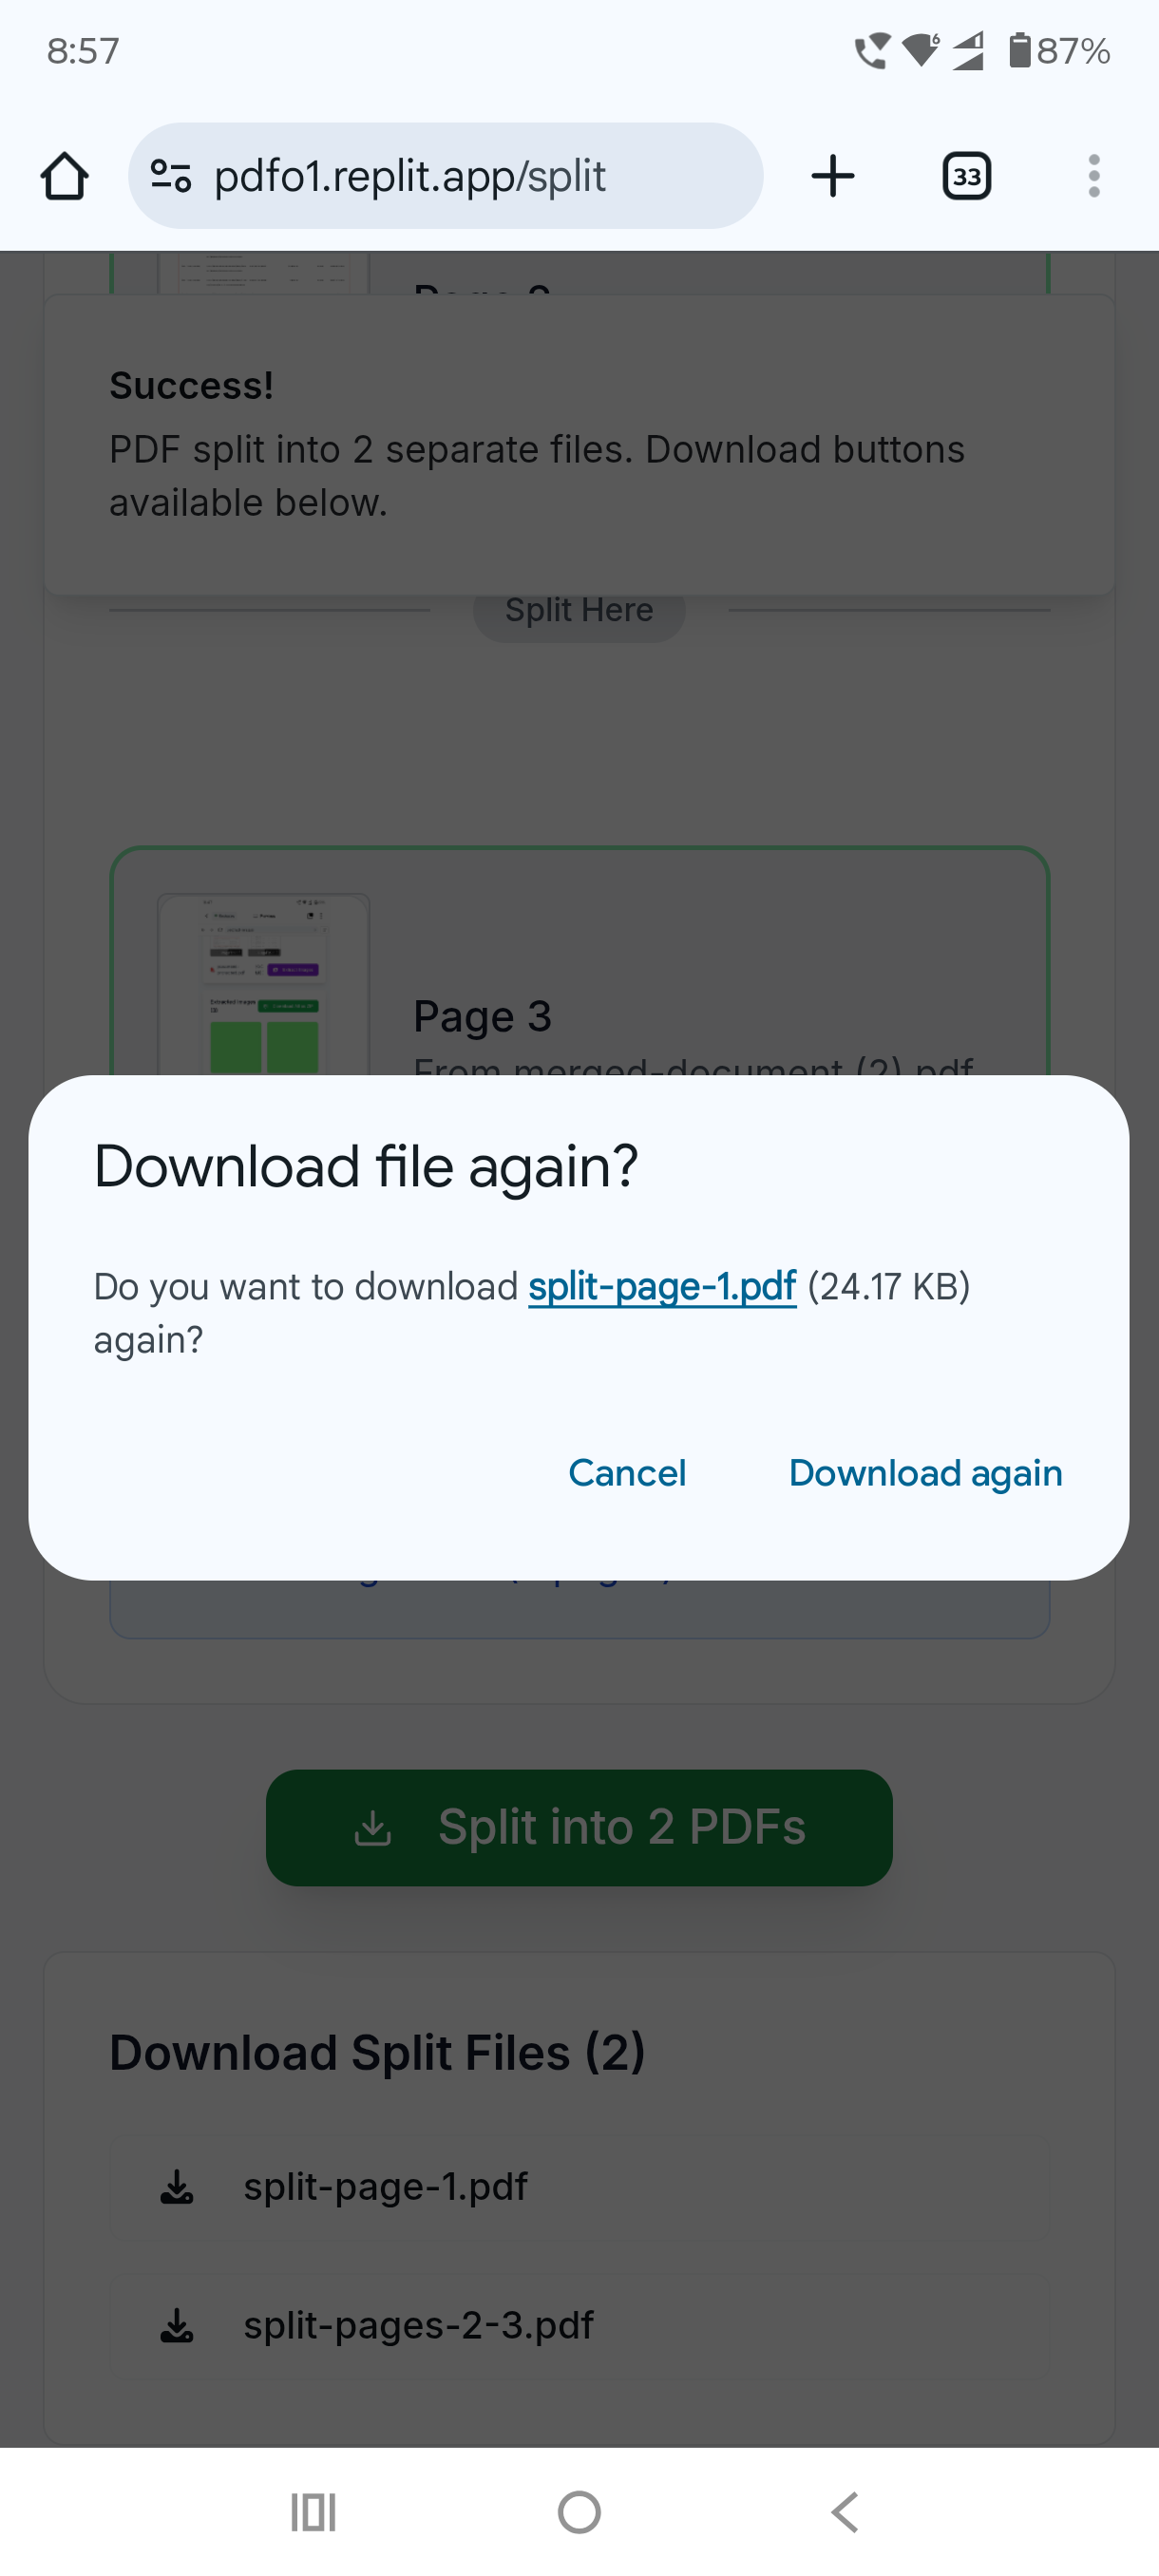 8:57
6
87%
pdfo1.replit.app/split
33
Success!
PDF split into 2 separate files. Download buttons
available below.
Split Here
Page 3
From merged-document (2).pdf
Download file again?
Do you want to download split-page-1.pdf (24.17 KB)
again?
Cancel
Download again
Split into 2 PDFs
Download Split Files (2)
split-page-1.pdf
split-pages-2-3.pdf